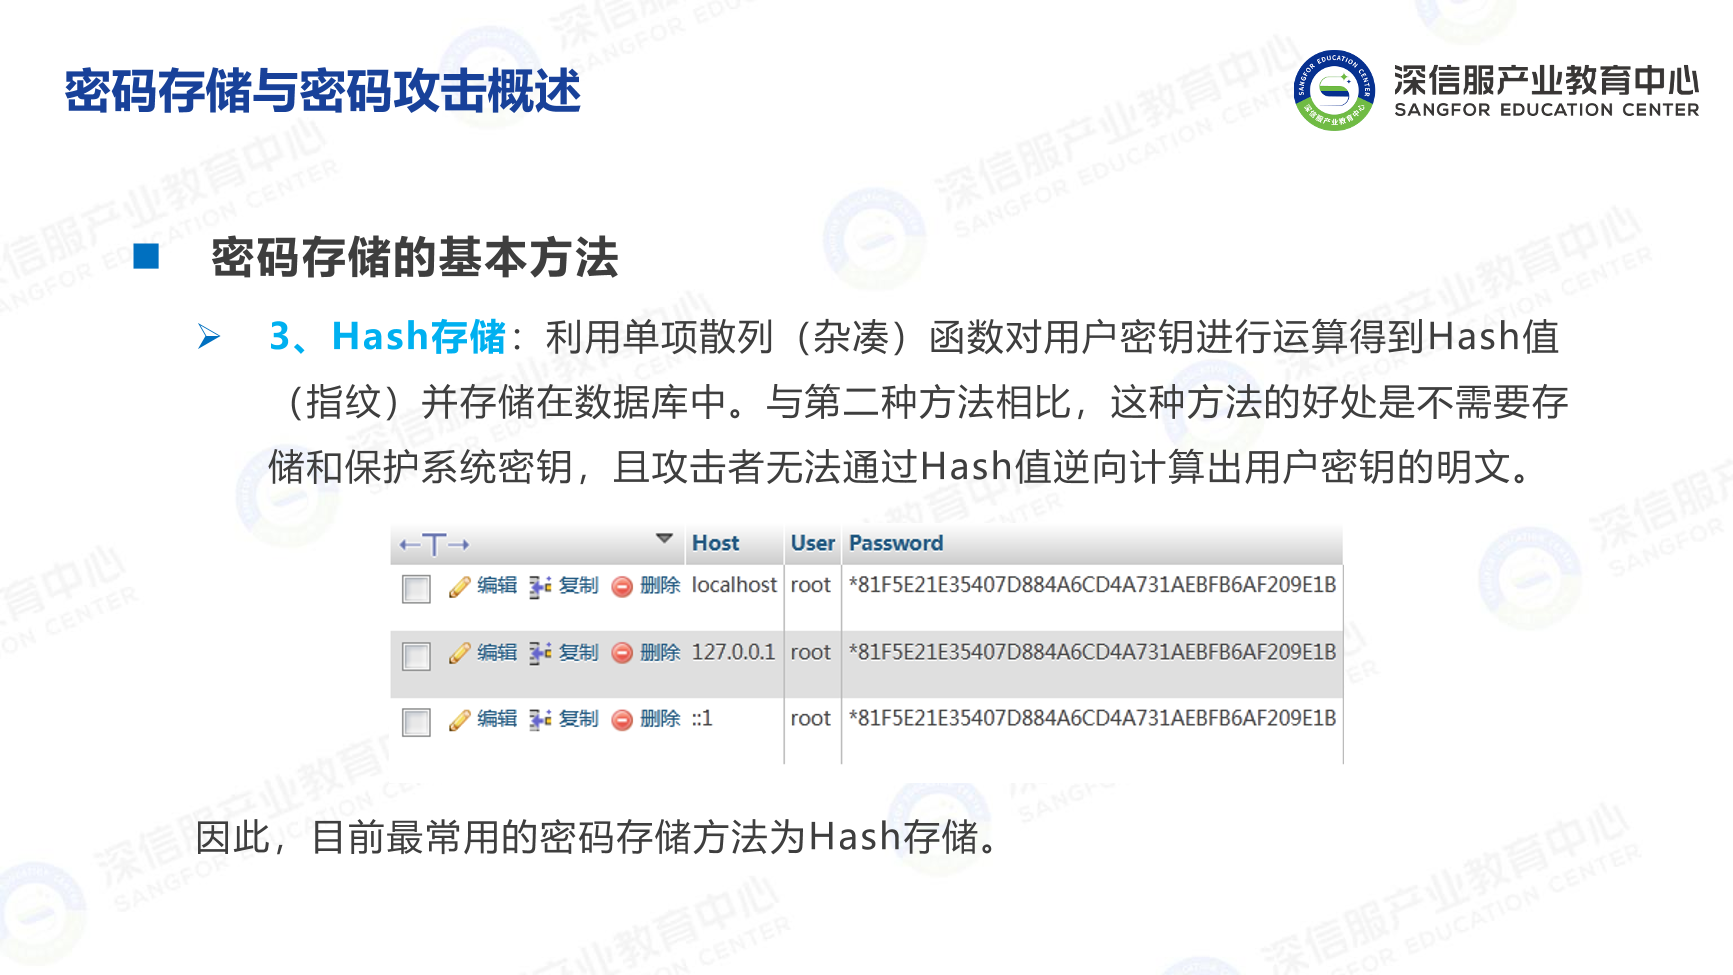 密码存储与密码攻击概述
深信服产业教育中心
SANGFOR EDUCATION CENTER
密码存储的基本方法
3、Hash存储：利用单项散列（杂凑）函数对用户密钥进行运算得到Hash值
（指纹）并存储在数据库中。与第二种方法相比，这种方法的好处是不需要存
储和保护系统密钥，且攻击者无法通过Hash值逆向计算出用户密钥的明文。
Host User Password
编辑 复制 删除 localhost root *81F5E21E35407D884A6CD4A731AEBFB6AF209E1B
编辑 复制 删除 127.0.0.1 root *81F5E21E35407D884A6CD4A731AEBFB6AF209E1B
编辑 复制 删除 ::1 root *81F5E21E35407D884A6CD4A731AEBFB6AF209E1B
因此，目前最常用的密码存储方法为Hash存储。